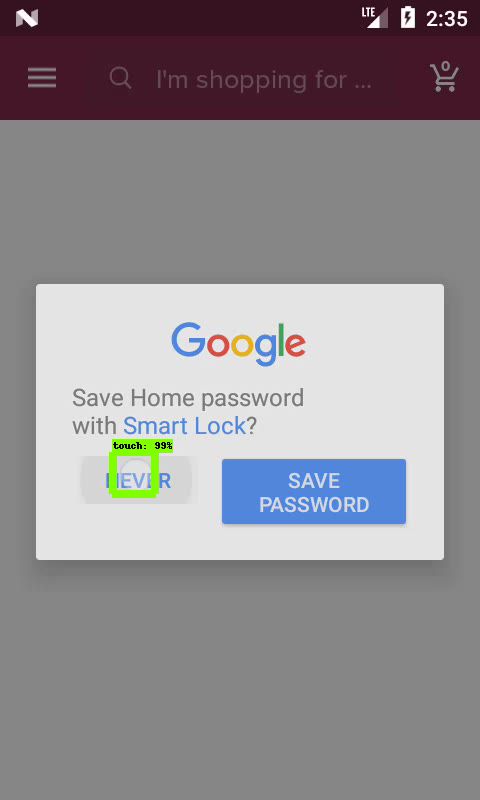 LTE 2:35
I'm shopping for ...
0
Google
Save Home password
with Smart Lock?
touch: 99%
NEVER
SAVE
PASSWORD